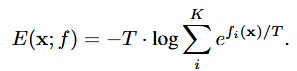 E(x; f) = −T · log ∑_i^K e^{f_i(x)/T}.